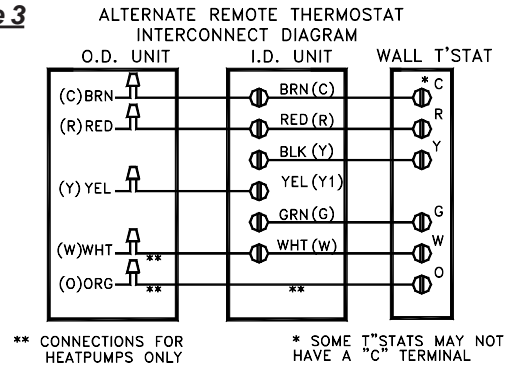 e 3
ALTERNATE REMOTE THERMOSTAT
INTERCONNECT DIAGRAM
O.D. UNIT I.D. UNIT WALL T'STAT
(C)BRN BRN(C) * C
(R)RED RED(R) R
BLK(Y) Y
(Y)YEL YEL(Y1)
GRN(G) G
(W)WHT ** WHT(W) W
(O)ORG ** ** O
** CONNECTIONS FOR
HEATPUMPS ONLY
* SOME T"STATS MAY NOT
HAVE A "C" TERMINAL